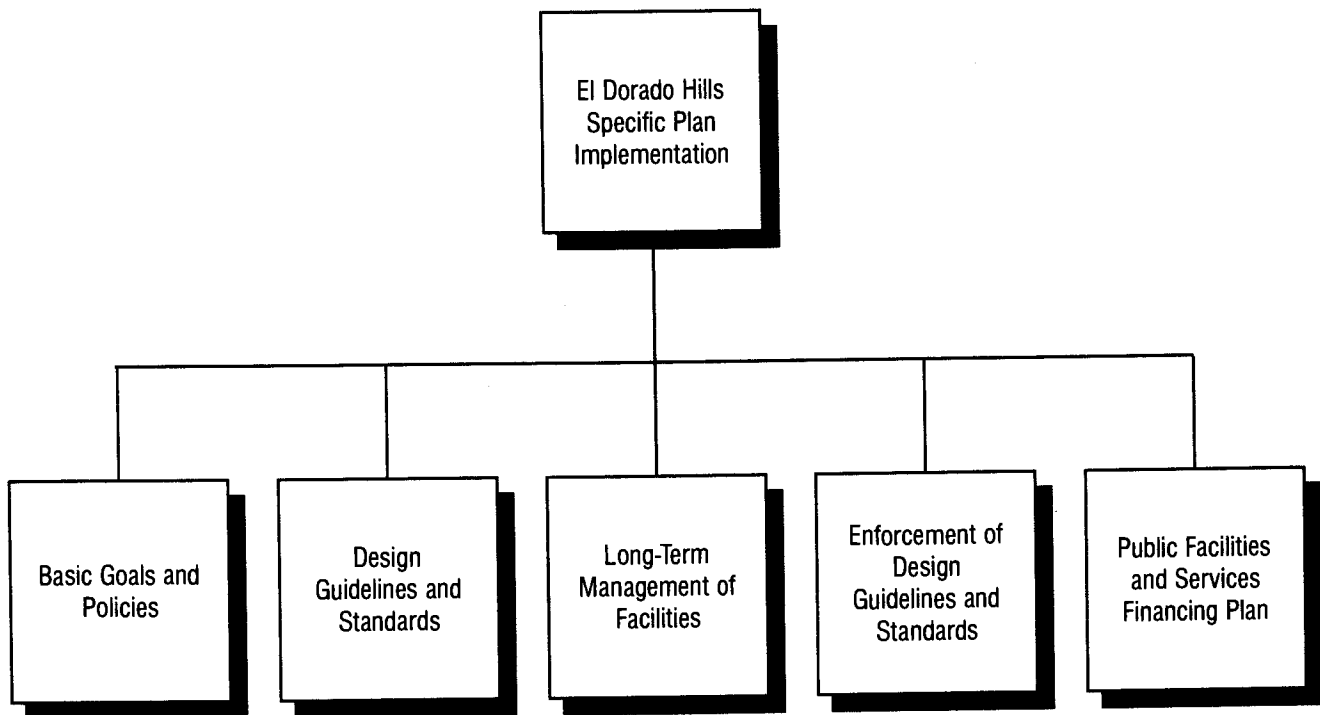 El Dorado Hills
Specific Plan
Implementation
Basic Goals and
Policies
Design
Guidelines and
Standards
Long-Term
Management of
Facilities
Enforcement of
Design
Guidelines and
Standards
Public Facilities
and Services
Financing Plan